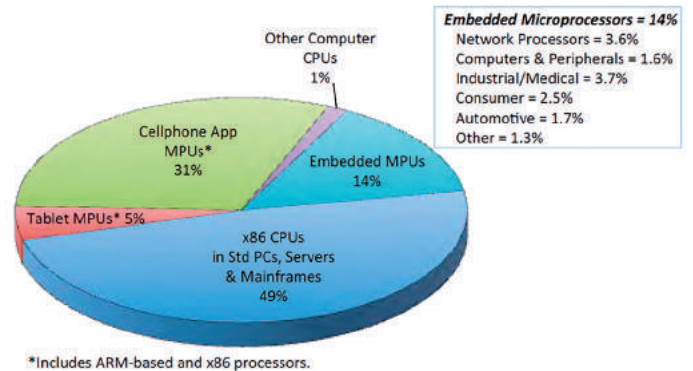 Other Computer
CPUs
1%
Embedded Microprocessors = 14%
Network Processors = 3.6%
Computers & Peripherals = 1.6%
Industrial/Medical = 3.7%
Consumer = 2.5%
Automotive = 1.7%
Other = 1.3%
Cellphone App
MPUs*
31%
Embedded MPUs
14%
Tablet MPUs* 5%
x86 CPUs
in Std PCs, Servers
& Mainframes
49%
*Includes ARM-based and x86 processors.